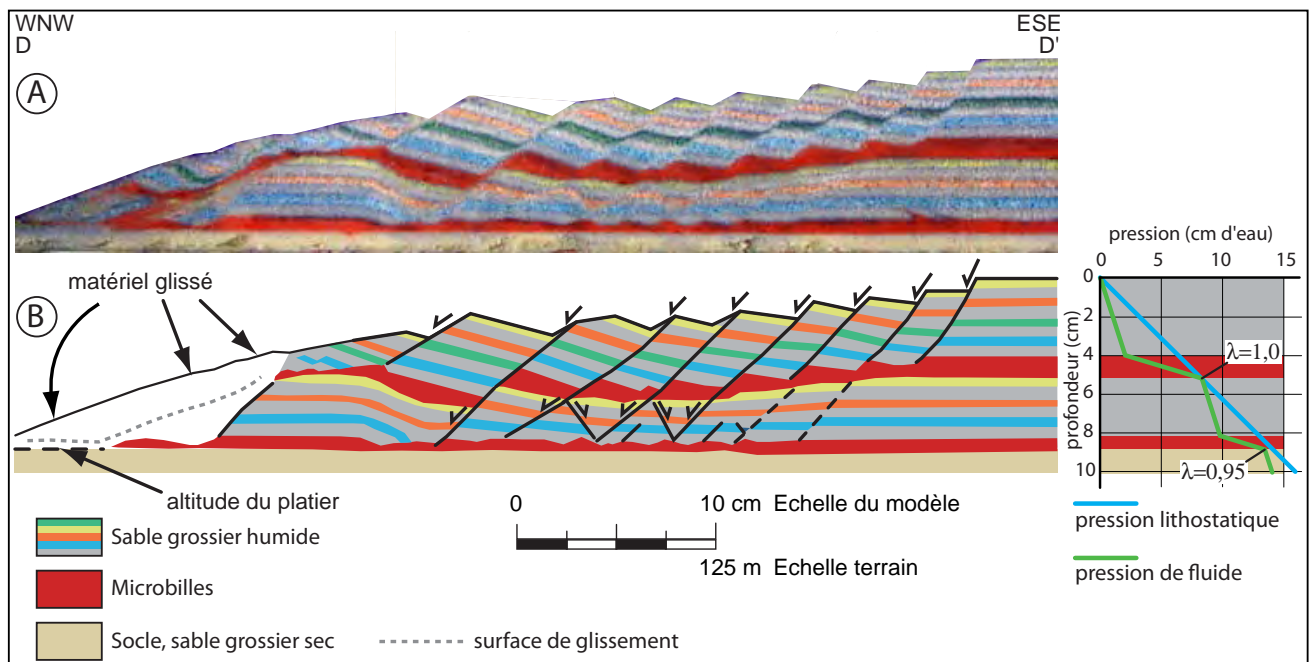 WNW
D
ESE
D'
A
B
matériel glissé
altitude du platier
Sable grossier humide
Microbilles
Socle, sable grossier sec
surface de glissement
0 10 cm Echelle du modèle
125 m Echelle terrain
pression (cm d'eau)
0 5 10 15
profondeur (cm)
0
2
4
6
8
10
λ=1,0
λ=0,95
pression lithostatique
pression de fluide